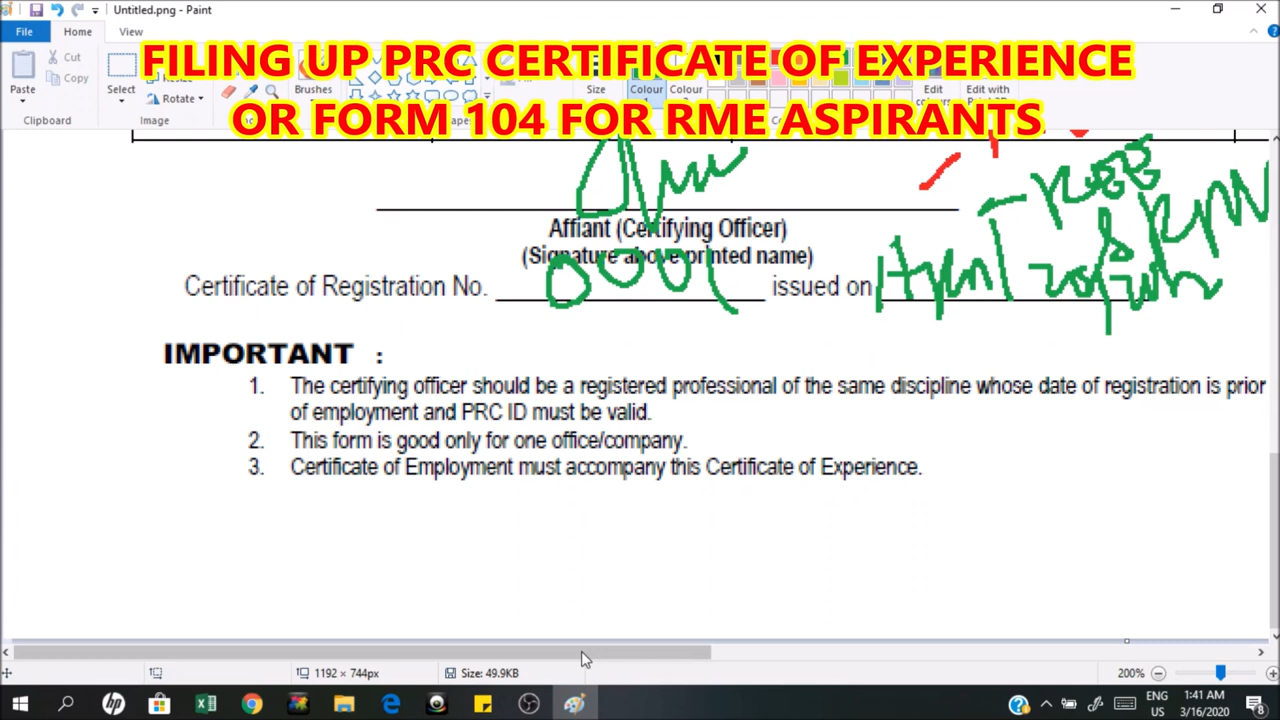 Untitled.png - Paint
File Home View
FILING UP PRC CERTIFICATE OF EXPERIENCE
OR FORM 104 FOR RME ASPIRANTS
Cut
Copy
Paste
Select
Rotate
Brushes
Size
Colour
Colour
Edit
Edit with
Clipboard
Image
colours
Affiant (Certifying Officer)
(Signature above printed name)
Certificate of Registration No. 0001 issued on
IMPORTANT :
1. The certifying officer should be a registered professional of the same discipline whose date of registration is prior
of employment and PRC ID must be valid.
2. This form is good only for one office/company.
3. Certificate of Employment must accompany this Certificate of Experience.
1192 × 744px
Size: 49.9KB
200%
ENG 1:41 AM
US 3/16/2020